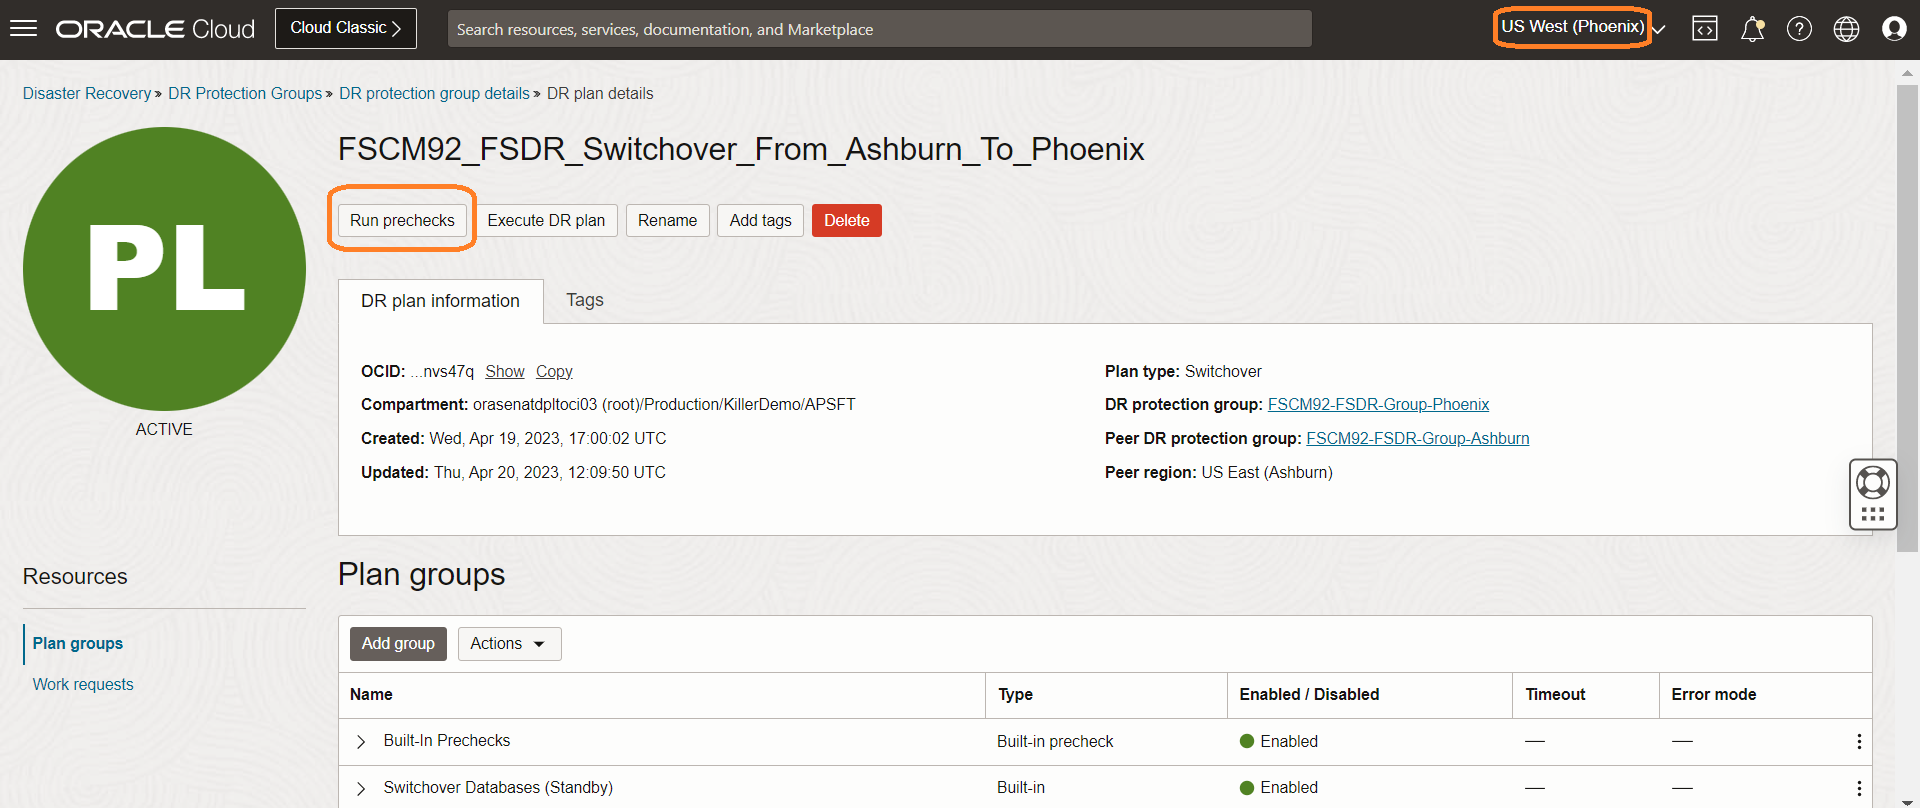 ORACLE Cloud
Cloud Classic
Search resources, services, documentation, and Marketplace
US West (Phoenix)
Disaster Recovery » DR Protection Groups » DR protection group details » DR plan details
PL
ACTIVE
FSCM92_FSDR_Switchover_From_Ashburn_To_Phoenix
Run prechecks
Execute DR plan
Rename
Add tags
Delete
DR plan information
Tags
OCID: ...nvs47q Show Copy
Compartment: orasenatdpltoci03 (root)/Production/KillerDemo/APSFT
Created: Wed, Apr 19, 2023, 17:00:02 UTC
Updated: Thu, Apr 20, 2023, 12:09:50 UTC
Plan type: Switchover
DR protection group: FSCM92-FSDR-Group-Phoenix
Peer DR protection group: FSCM92-FSDR-Group-Ashburn
Peer region: US East (Ashburn)
Resources
Plan groups
Work requests
Plan groups
Add group
Actions
Name Type Enabled / Disabled Timeout Error mode
Built-In Prechecks Built-in precheck Enabled — —
Switchover Databases (Standby) Built-in Enabled — —